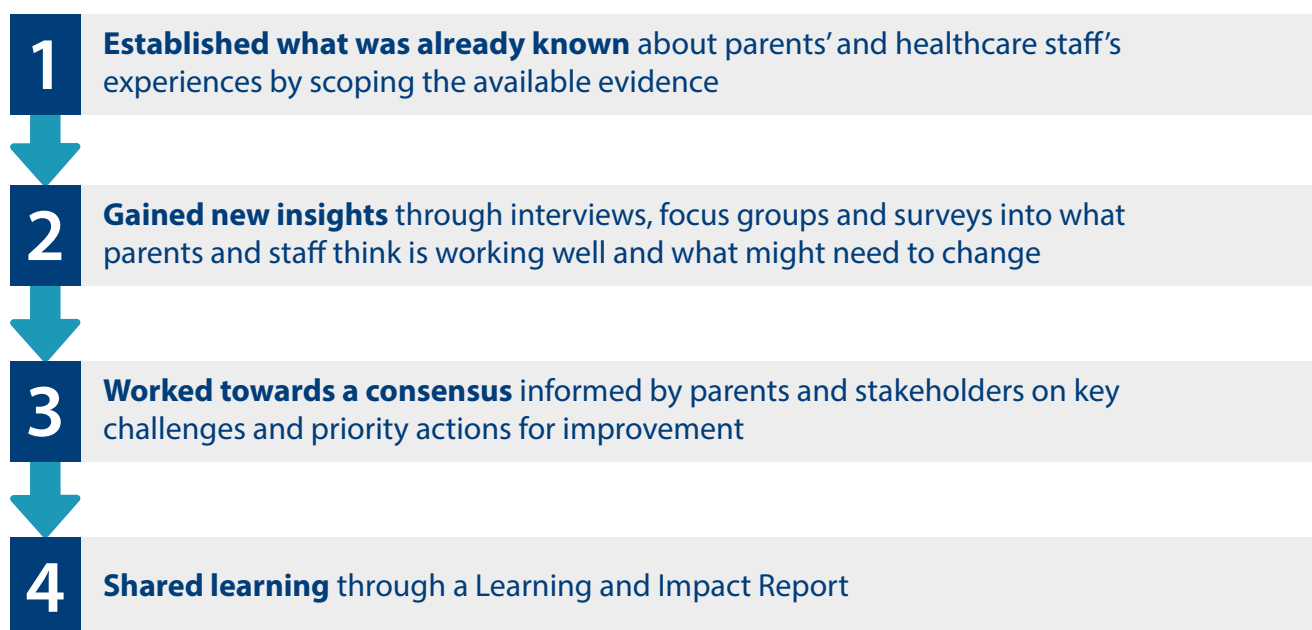 1
Established what was already known about parents’ and healthcare staff’s
experiences by scoping the available evidence
2
Gained new insights through interviews, focus groups and surveys into what
parents and staff think is working well and what might need to change
3
Worked towards a consensus informed by parents and stakeholders on key
challenges and priority actions for improvement
4
Shared learning through a Learning and Impact Report